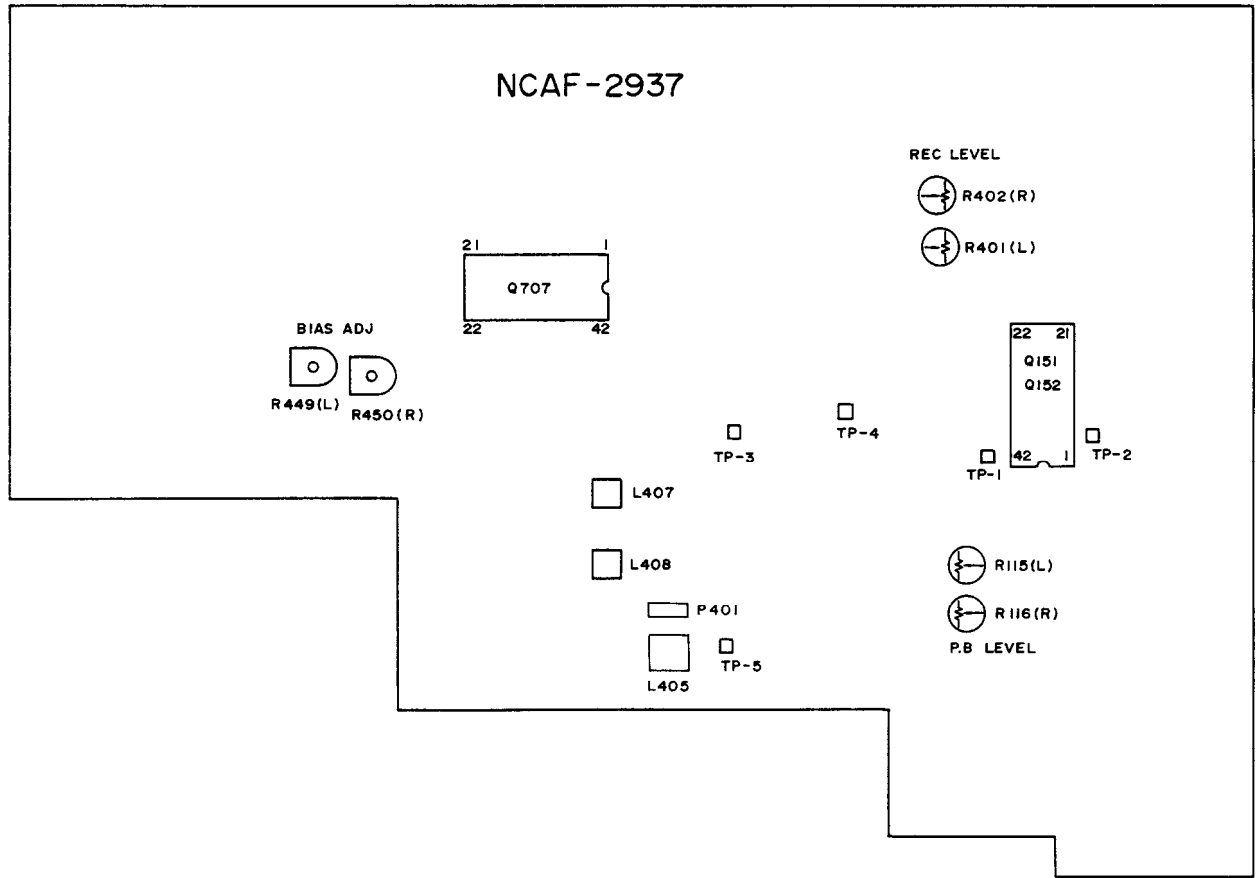 NCAF-2937
REC LEVEL
R402(R)
R401(L)
21 1
Q707
22 42
BIAS ADJ
R449(L)
R450(R)
22 21
Q151
Q152
42 1
TP-3
TP-4
TP-1
TP-2
L407
L408
P401
L405
TP-5
R115(L)
R116(R)
P.B LEVEL